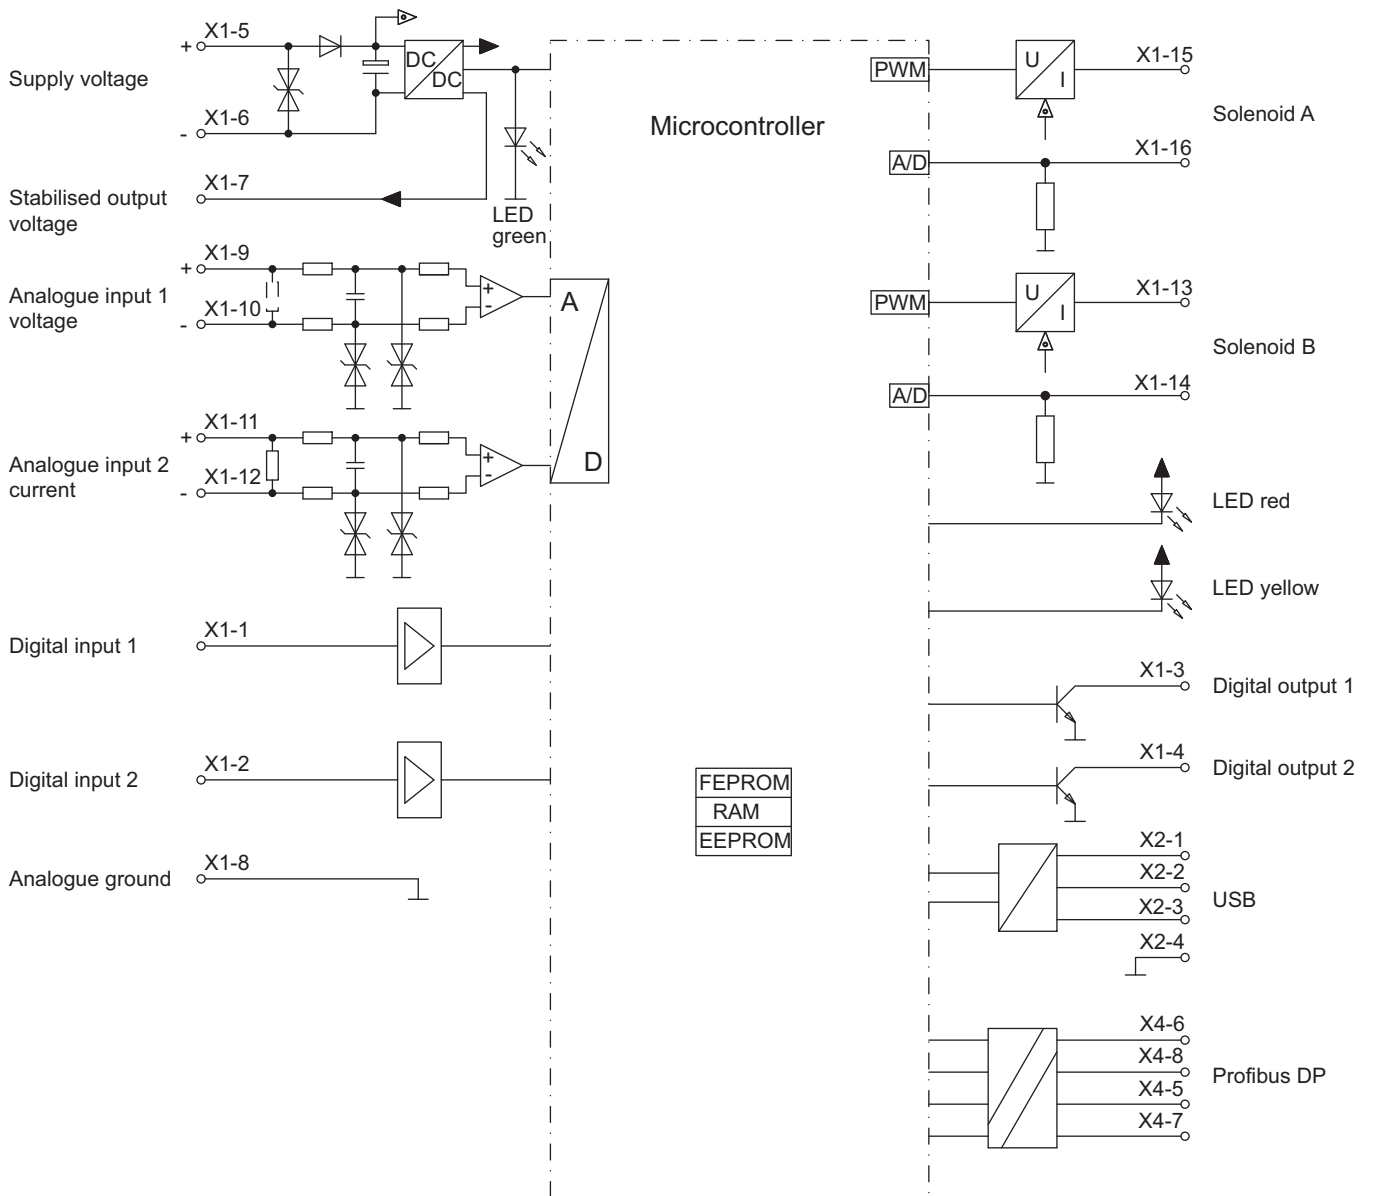 X1-5
+
Supply voltage
DC
DC
X1-6
-
X1-7
Stabilised output
voltage
LED
green
X1-9
+
Analogue input 1
voltage
X1-10
-
+
-
A
D
X1-11
+
Analogue input 2
current
X1-12
-
+
-
Digital input 1
X1-1
Digital input 2
X1-2
Analogue ground
X1-8
Microcontroller
FEPROM
RAM
EEPROM
PWM
U
I
X1-15
Solenoid A
A/D
X1-16
PWM
U
I
X1-13
Solenoid B
A/D
X1-14
LED red
LED yellow
X1-3
Digital output 1
X1-4
Digital output 2
X2-1
X2-2
USB
X2-3
X2-4
X4-6
X4-8
Profibus DP
X4-5
X4-7